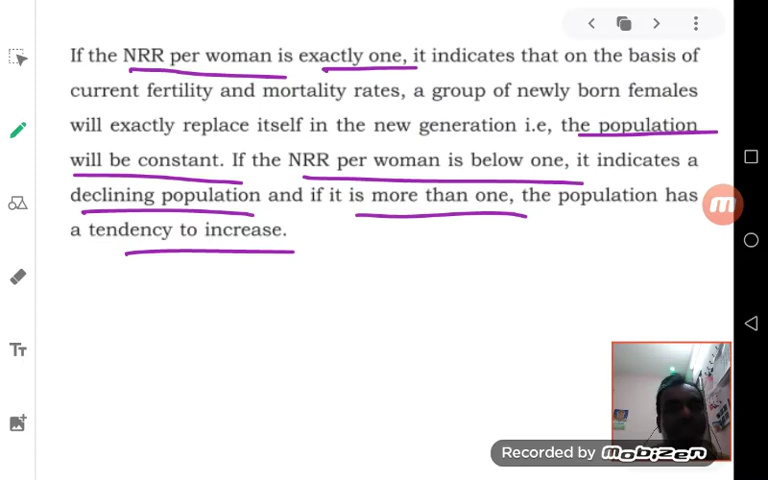 If the NRR per woman is exactly one, it indicates that on the basis of
current fertility and mortality rates, a group of newly born females
will exactly replace itself in the new generation i.e, the population
will be constant. If the NRR per woman is below one, it indicates a
declining population and if it is more than one, the population has
a tendency to increase.
Tт
m
Recorded by mobizen